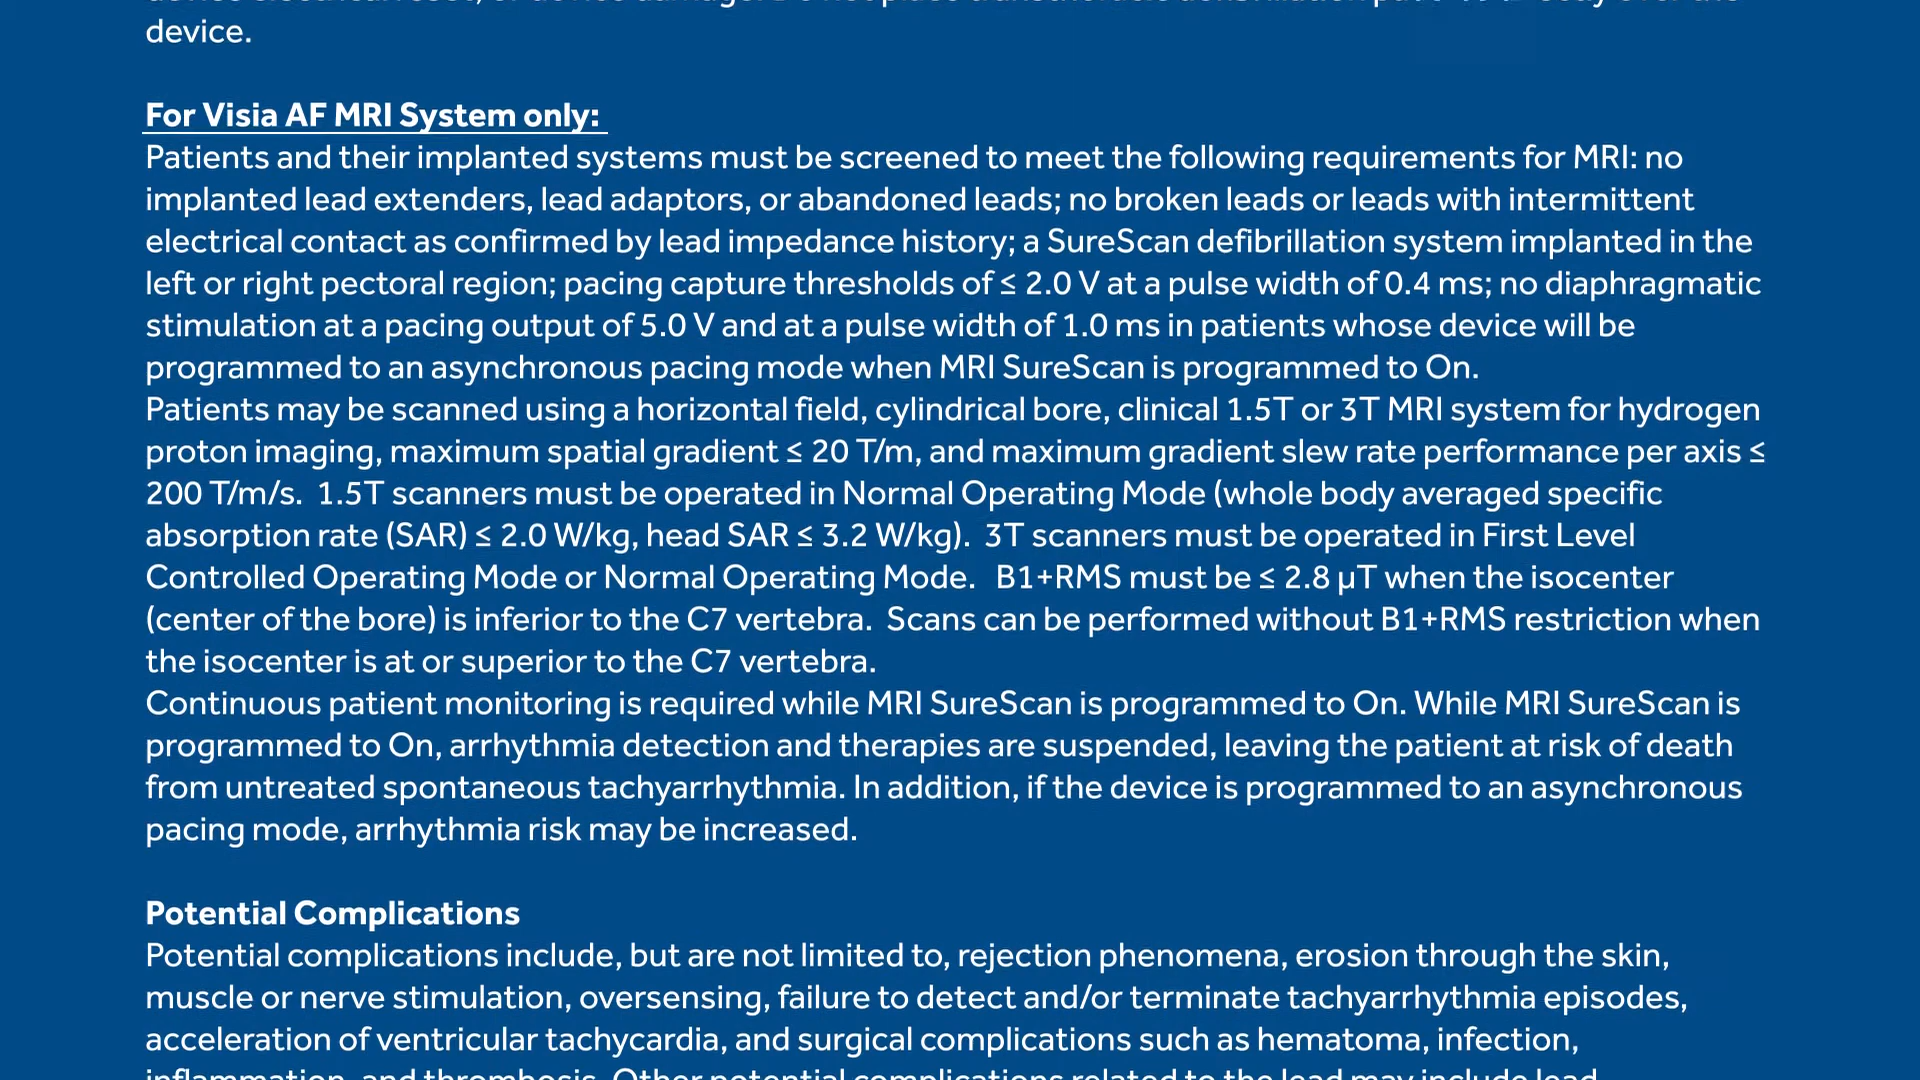 device.
For Visia AF MRI System only:
Patients and their implanted systems must be screened to meet the following requirements for MRI: no
implanted lead extenders, lead adaptors, or abandoned leads; no broken leads or leads with intermittent
electrical contact as confirmed by lead impedance history; a SureScan defibrillation system implanted in the
left or right pectoral region; pacing capture thresholds of ≤ 2.0 V at a pulse width of 0.4 ms; no diaphragmatic
stimulation at a pacing output of 5.0 V and at a pulse width of 1.0 ms in patients whose device will be
programmed to an asynchronous pacing mode when MRI SureScan is programmed to On.
Patients may be scanned using a horizontal field, cylindrical bore, clinical 1.5T or 3T MRI system for hydrogen
proton imaging, maximum spatial gradient ≤ 20 T/m, and maximum gradient slew rate performance per axis ≤
200 T/m/s.  1.5T scanners must be operated in Normal Operating Mode (whole body averaged specific
absorption rate (SAR) ≤ 2.0 W/kg, head SAR ≤ 3.2 W/kg).  3T scanners must be operated in First Level
Controlled Operating Mode or Normal Operating Mode.   B1+RMS must be ≤ 2.8 μT when the isocenter
(center of the bore) is inferior to the C7 vertebra.  Scans can be performed without B1+RMS restriction when
the isocenter is at or superior to the C7 vertebra.
Continuous patient monitoring is required while MRI SureScan is programmed to On. While MRI SureScan is
programmed to On, arrhythmia detection and therapies are suspended, leaving the patient at risk of death
from untreated spontaneous tachyarrhythmia. In addition, if the device is programmed to an asynchronous
pacing mode, arrhythmia risk may be increased.
Potential Complications
Potential complications include, but are not limited to, rejection phenomena, erosion through the skin,
muscle or nerve stimulation, oversensing, failure to detect and/or terminate tachyarrhythmia episodes,
acceleration of ventricular tachycardia, and surgical complications such as hematoma, infection,
inflammation, and thrombosis. Other potential complications related to the lead may include lead